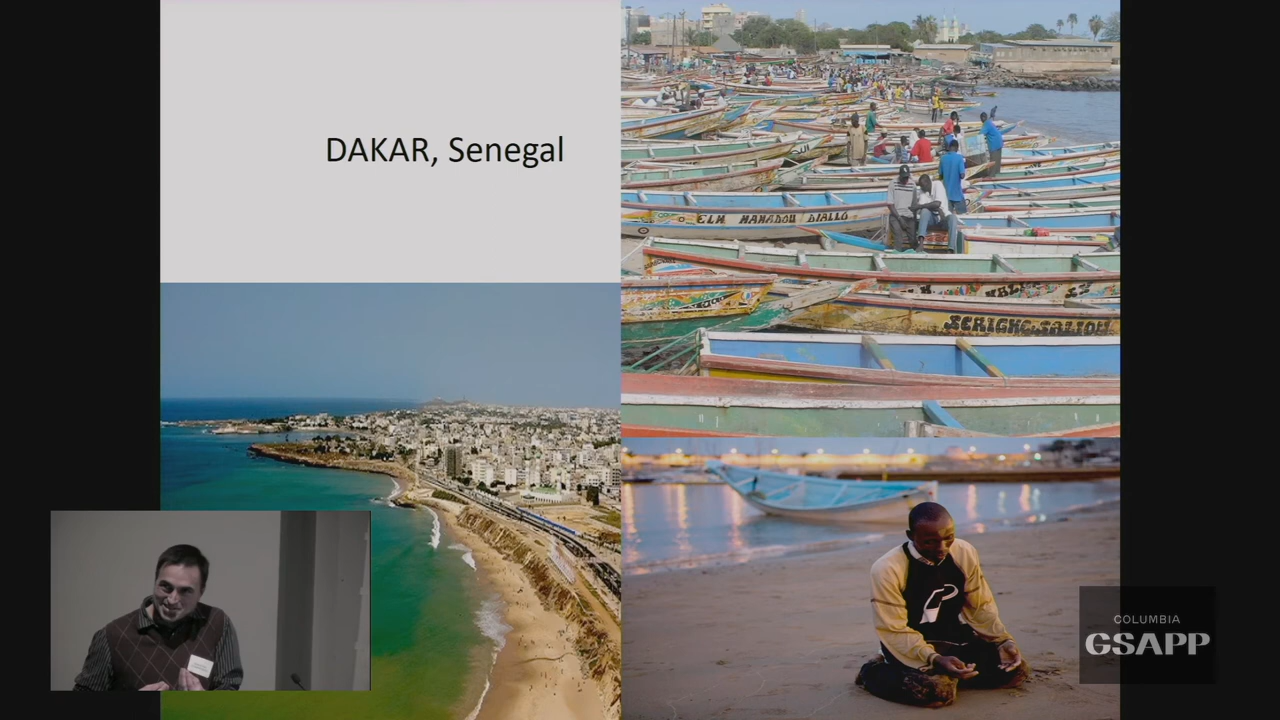 DAKAR, Senegal
ELH MAMADOU DIALLO
SERIGNE SALIOU
COLUMBIA
GSAPP